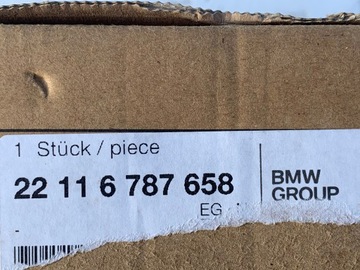 1 Stück / piece
22 11 6 787 658
BMW
GROUP
EG
-